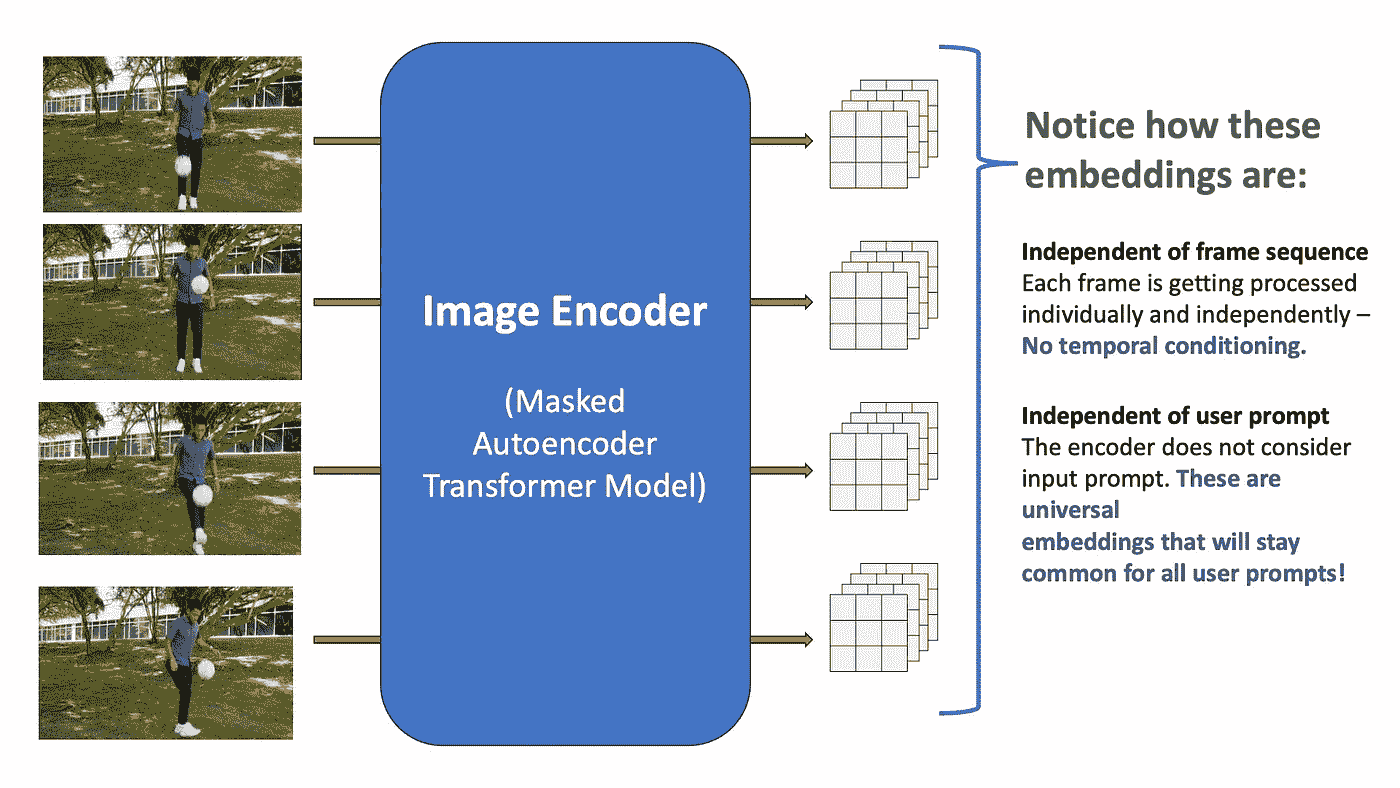 Image Encoder
(Masked
Autoencoder
Transformer Model)
Notice how these
embeddings are:
Independent of frame sequence
Each frame is getting processed
individually and independently –
No temporal conditioning.
Independent of user prompt
The encoder does not consider
input prompt. These are
universal
embeddings that will stay
common for all user prompts!